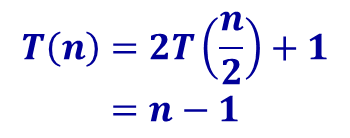 T(n) = 2T(n/2) + 1
= n − 1